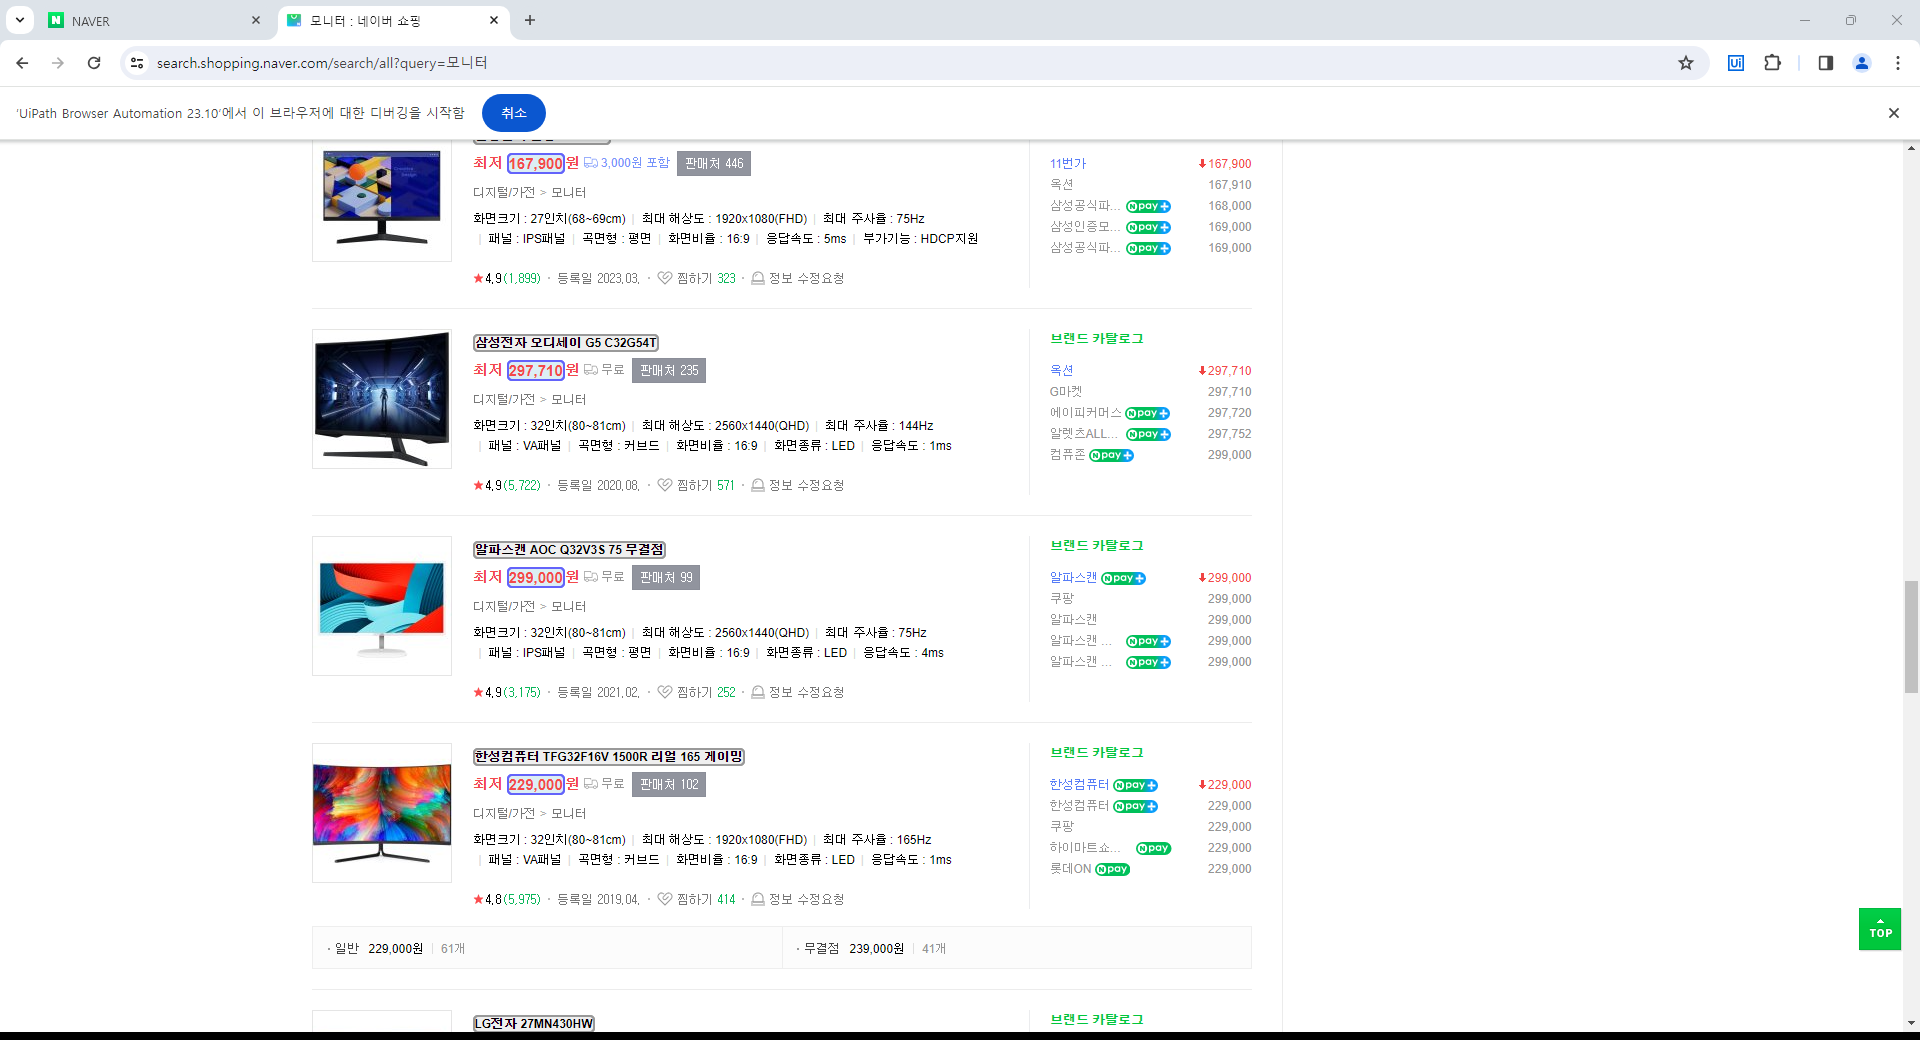 NAVER
모니터 : 네이버 쇼핑
search.shopping.naver.com/search/all?query=모니터
Ui
'UiPath Browser Automation 23.10'에서 이 브라우저에 대한 디버깅을 시작함
취소
최저 167,900원 3,000원 포함 판매처 446
디지털/가전 > 모니터
화면크기 : 27인치(68~69cm) | 최대 해상도 : 1920x1080(FHD) | 최대 주사율 : 75Hz
| 패널 : IPS패널 | 곡면형 : 평면 | 화면비율 : 16:9 | 응답속도 : 5ms | 부가기능 : HDCP지원
★4.9(1,899) · 등록일 2023.03. · 찜하기 323 · 정보 수정요청
11번가 167,900
옥션 167,910
삼성공식파... N pay+ 168,000
삼성인증모... N pay+ 169,000
삼성공식파... N pay+ 169,000
삼성전자 오디세이 G5 C32G54T
최저 297,710원 무료 판매처 235
디지털/가전 > 모니터
화면크기 : 32인치(80~81cm) | 최대 해상도 : 2560x1440(QHD) | 최대 주사율 : 144Hz
| 패널 : VA패널 | 곡면형 : 커브드 | 화면비율 : 16:9 | 화면종류 : LED | 응답속도 : 1ms
★4.9(5,722) · 등록일 2020.08. · 찜하기 571 · 정보 수정요청
브랜드 카탈로그
옥션 297,710
G마켓 297,710
에이피커머스 N pay+ 297,720
알렛츠ALL... N pay+ 297,752
컴퓨존 N pay+ 299,000
알파스캔 AOC Q32V3S 75 무결점
최저 299,000원 무료 판매처 99
디지털/가전 > 모니터
화면크기 : 32인치(80~81cm) | 최대 해상도 : 2560x1440(QHD) | 최대 주사율 : 75Hz
| 패널 : IPS패널 | 곡면형 : 평면 | 화면비율 : 16:9 | 화면종류 : LED | 응답속도 : 4ms
★4.9(3,175) · 등록일 2021.02. · 찜하기 252 · 정보 수정요청
브랜드 카탈로그
알파스캔 N pay+ 299,000
쿠팡 299,000
알파스캔 299,000
알파스캔 ... N pay+ 299,000
알파스캔 ... N pay+ 299,000
한성컴퓨터 TFG32F16V 1500R 리얼 165 게이밍
최저 229,000원 무료 판매처 102
디지털/가전 > 모니터
화면크기 : 32인치(80~81cm) | 최대 해상도 : 1920x1080(FHD) | 최대 주사율 : 165Hz
| 패널 : VA패널 | 곡면형 : 커브드 | 화면비율 : 16:9 | 화면종류 : LED | 응답속도 : 1ms
★4.8(5,975) · 등록일 2019.04. · 찜하기 414 · 정보 수정요청
브랜드 카탈로그
한성컴퓨터 N pay+ 229,000
한성컴퓨터 N pay+ 229,000
쿠팡 229,000
하이마트쇼... N pay 229,000
롯데ON N pay 229,000
· 일반 229,000원 | 61개
· 무결점 239,000원 | 41개
TOP
LG전자 27MN430HW
브랜드 카탈로그